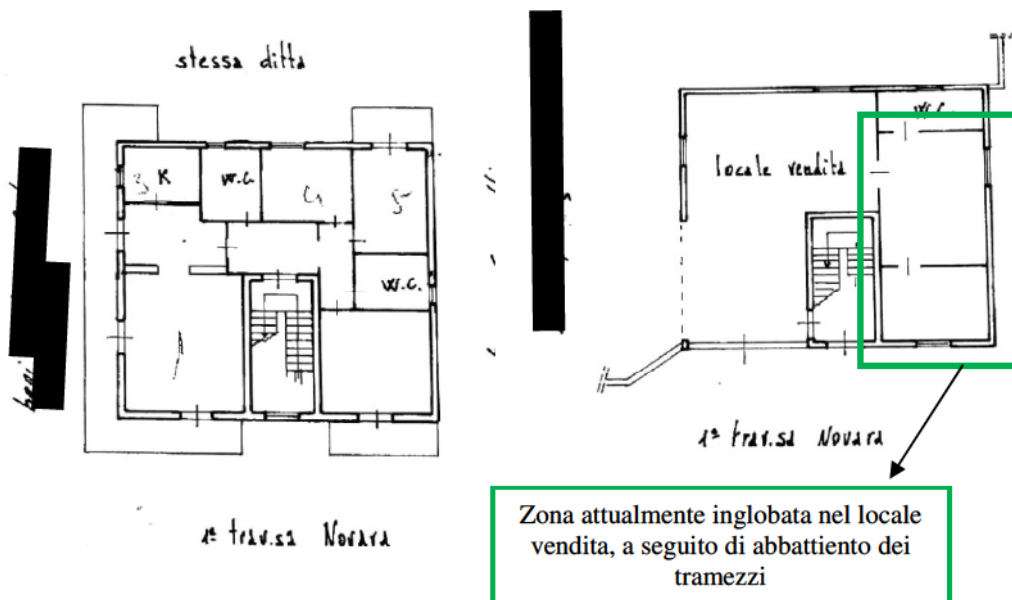 stessa ditta
K
W.C.
W.C.
1ª trav.sa Novara
W.C.
locale vendita
1ª trav.sa Novara
Zona attualmente inglobata nel locale
vendita, a seguito di abbattiento dei
tramezzi